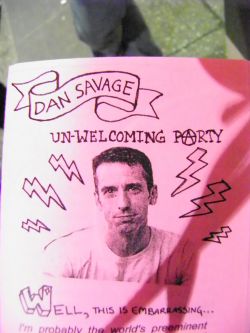 DAN SAVAGE
UN-WELCOMING PARTY
WELL, THIS IS EMBARRASSING...
I'm probably the world's preeminent